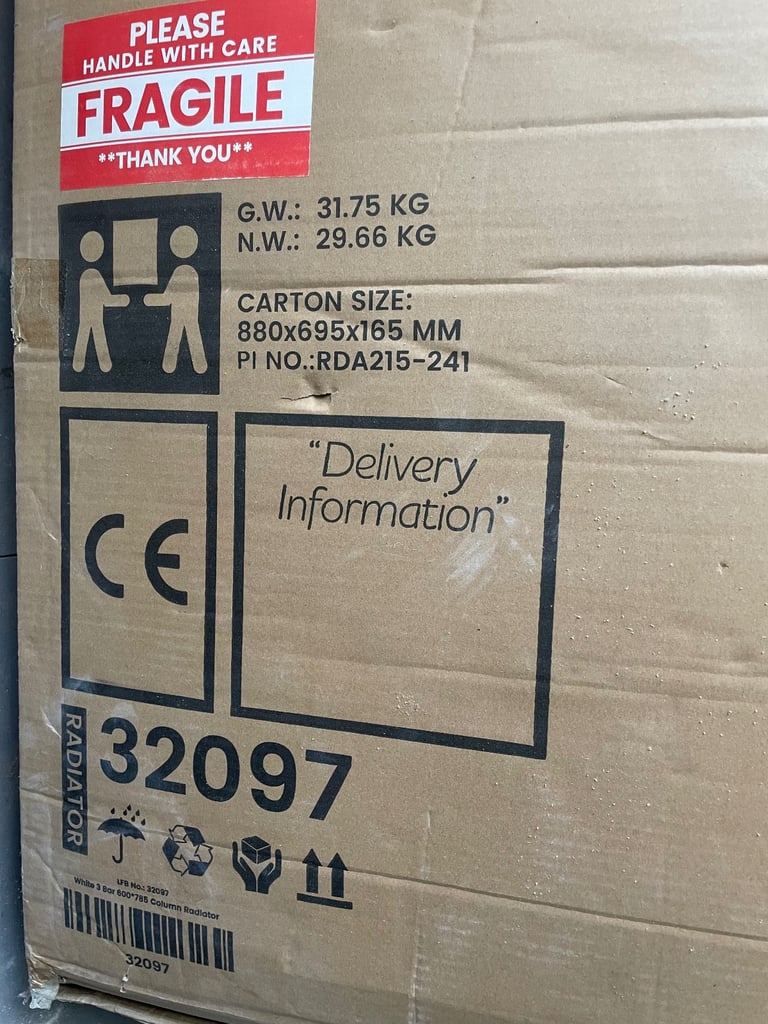 PLEASE
HANDLE WITH CARE
FRAGILE
**THANK YOU**
G.W.: 31.75 KG
N.W.: 29.66 KG
CARTON SIZE:
880x695x165 MM
PI NO.:RDA215-241
CE
“Delivery
Information”
RADIATOR
32097
LFB No.: 32097
White 3 Bar 600*785 Column Radiator
32097